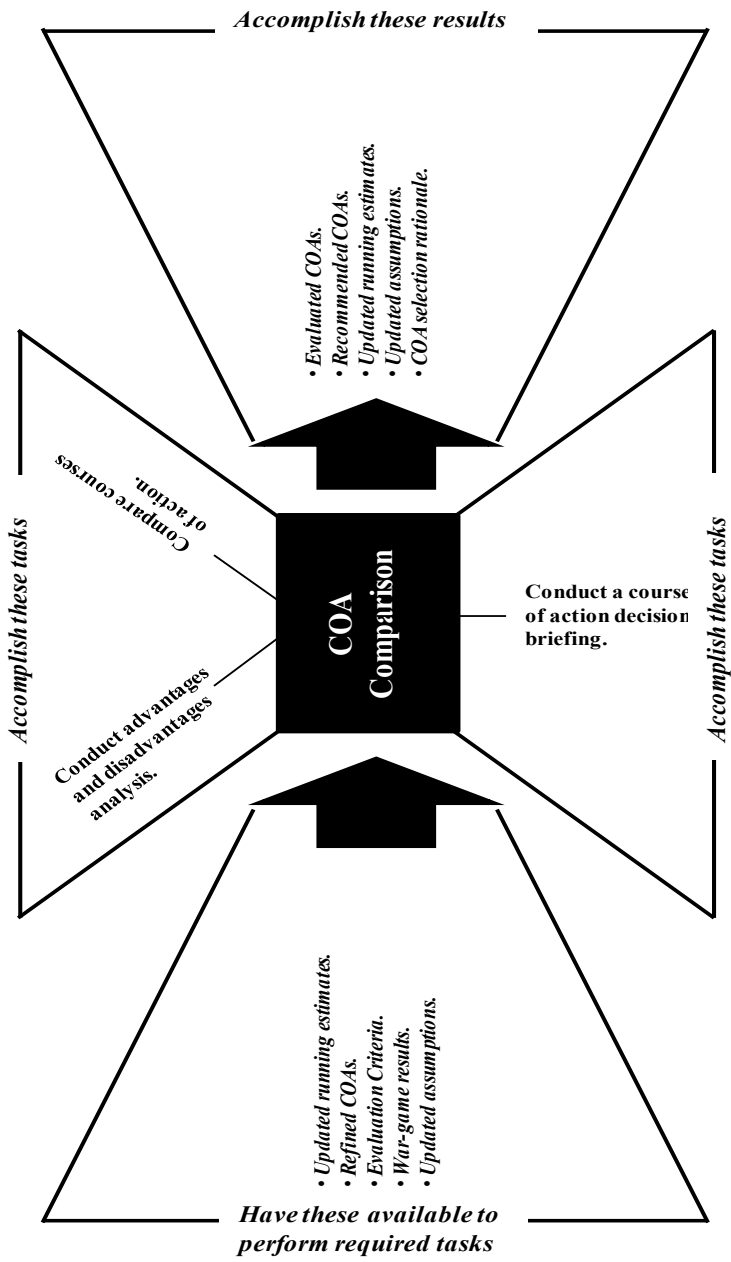 Accomplish these results
• Evaluated COAs.
• Recommended COAs.
• Updated running estimates.
• Updated assumptions.
• COA selection rationale.
Accomplish these tasks
Conduct advantages
and disadvantages
analysis.
Compare courses
of action.
COA
Comparison
Conduct a course
of action decision
briefing.
Accomplish these tasks
• Updated running estimates.
• Refined COAs.
• Evaluation Criteria.
• War-game results.
• Updated assumptions.
Have these available to
perform required tasks